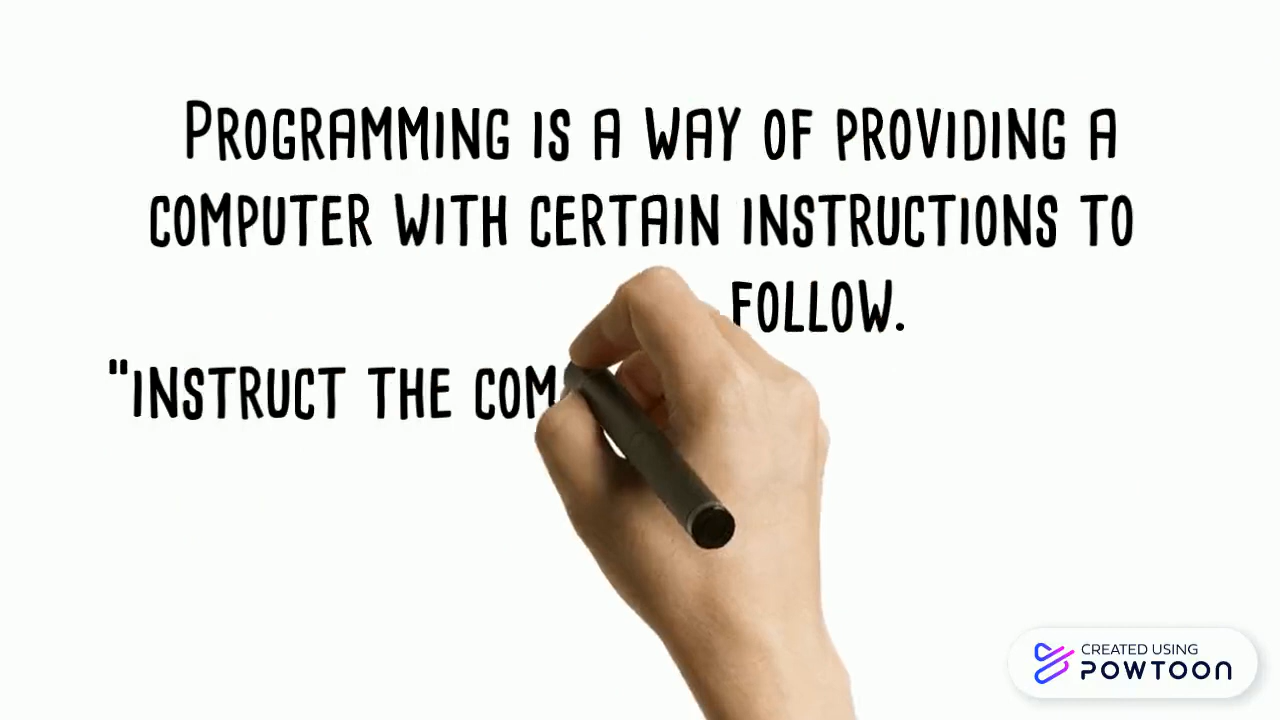 Programming is a way of providing a
computer with certain instructions to
follow.
"instruct the com
CREATED USING
POWTOON